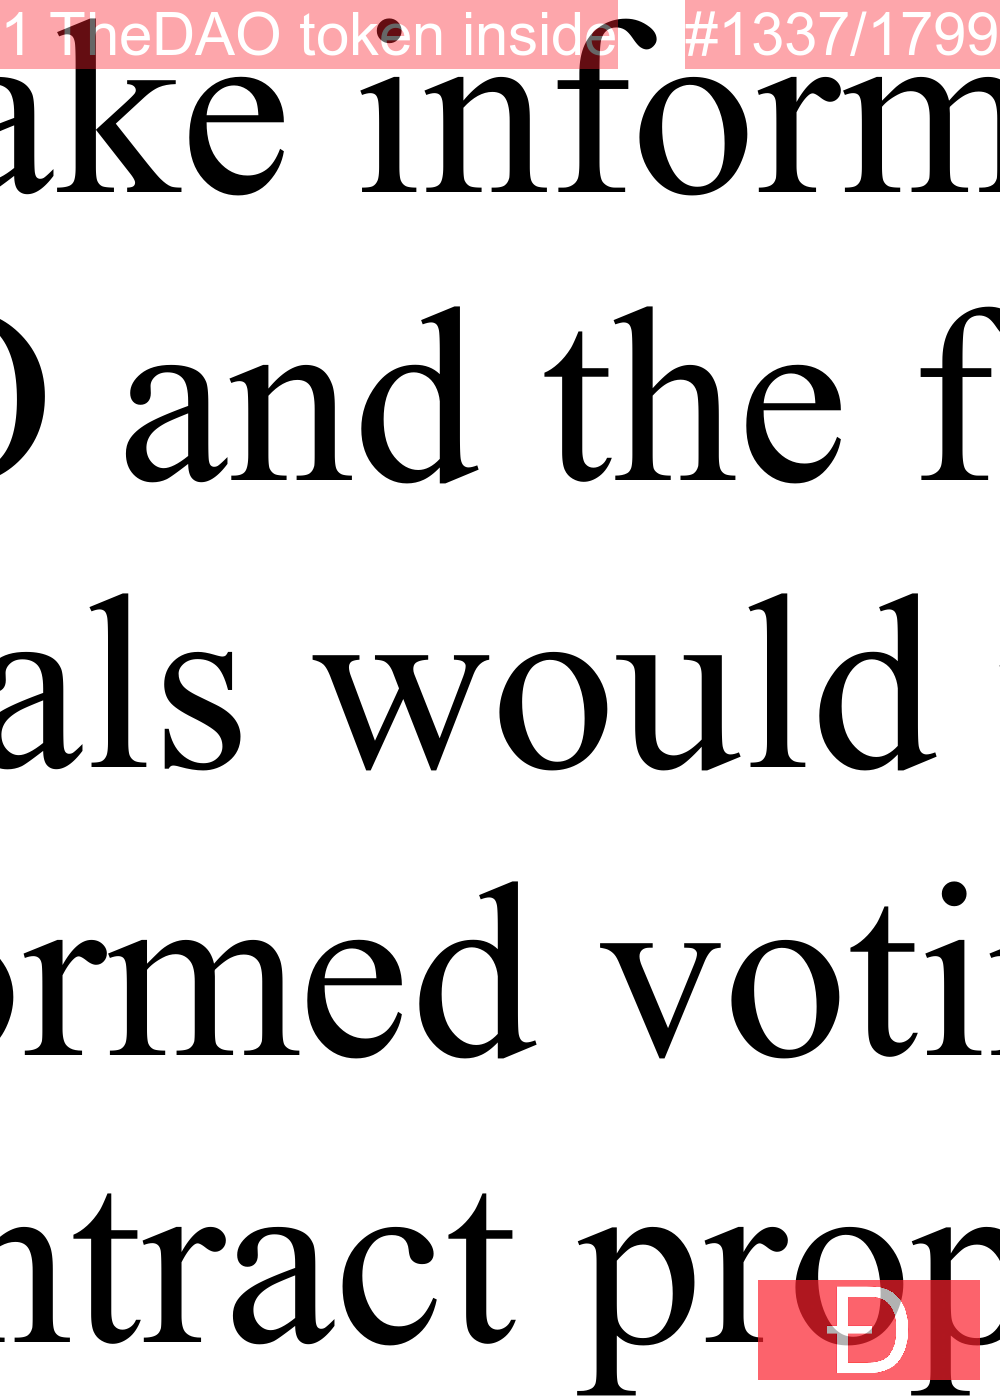 1 TheDAO token inside #1337/1799
ake inform
O and the f
als would
ormed voti
ntract prop
Đ